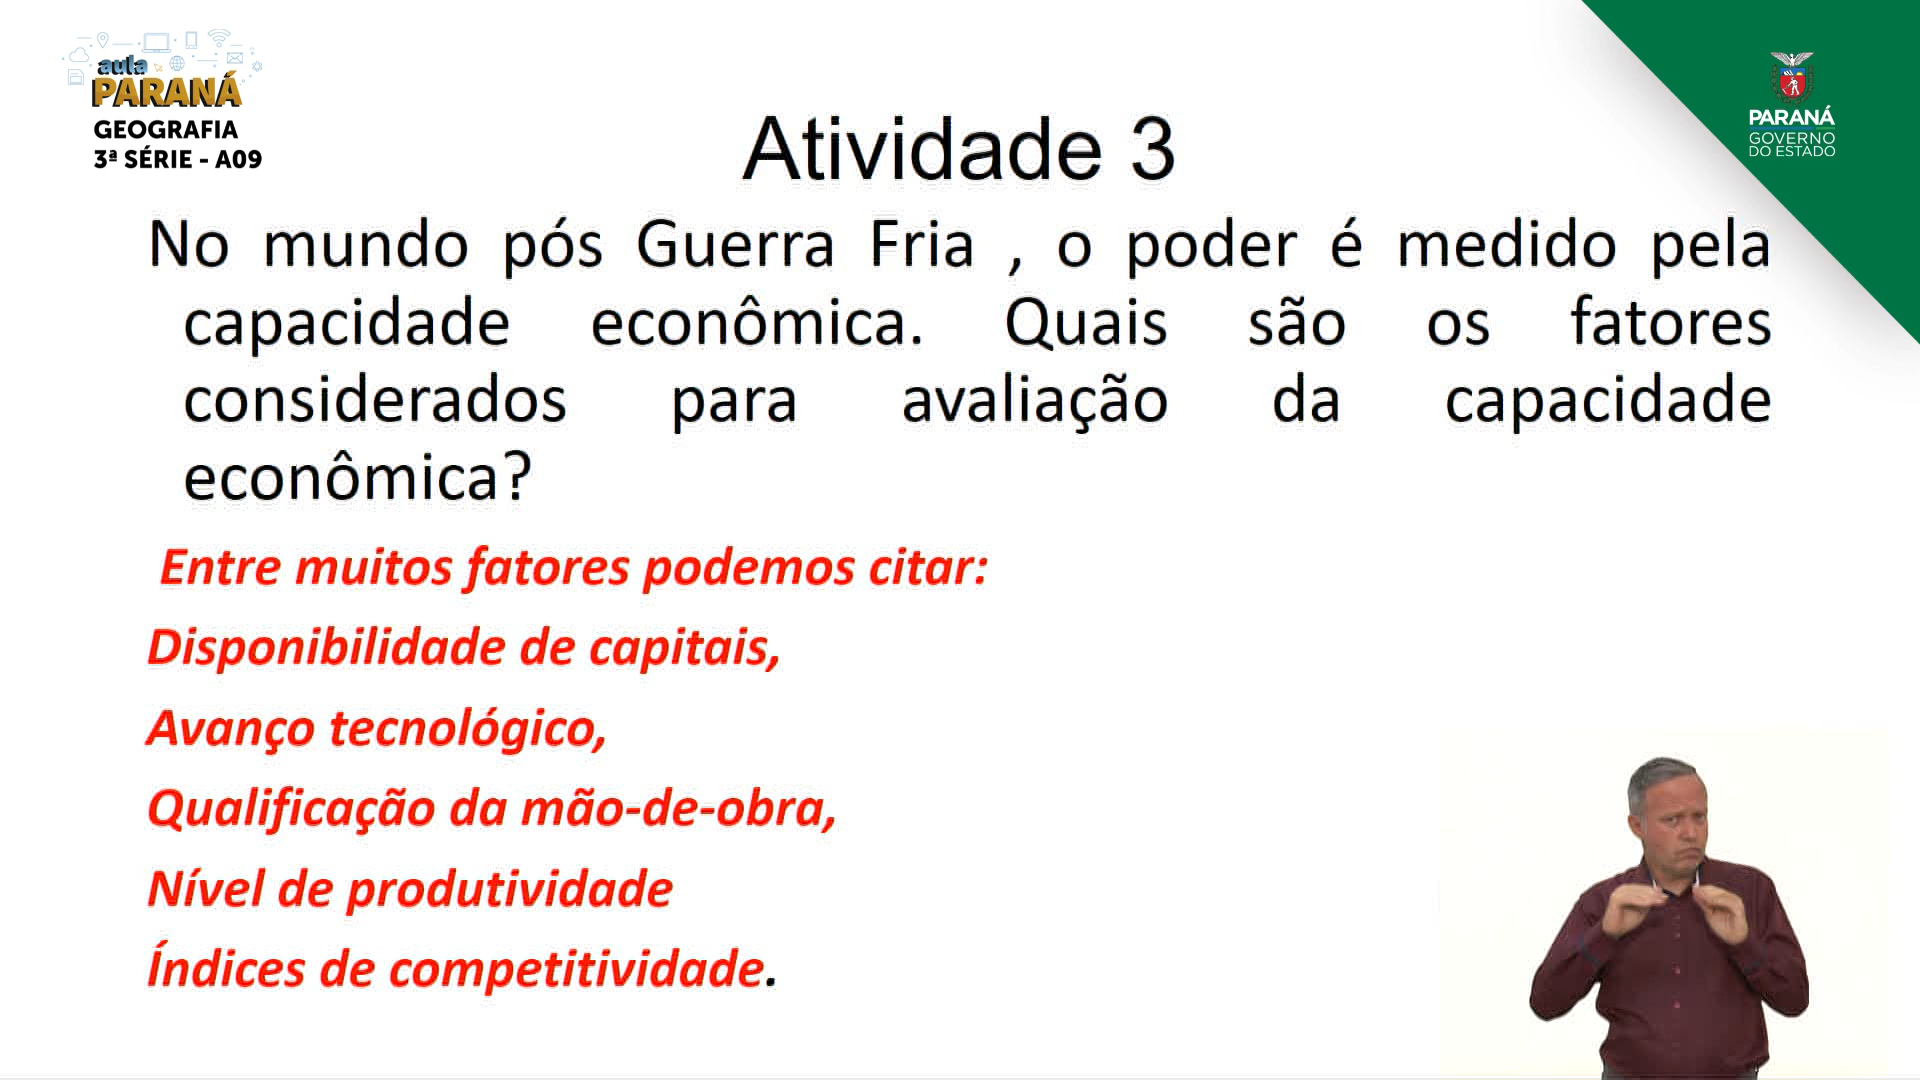 aula
PARANÁ
GEOGRAFIA
3ª SÉRIE - A09
PARANÁ
GOVERNO
DO ESTADO
Atividade 3
No mundo pós Guerra Fria , o poder é medido pela
capacidade econômica. Quais são os fatores
considerados para avaliação da capacidade
econômica?
Entre muitos fatores podemos citar:
Disponibilidade de capitais,
Avanço tecnológico,
Qualificação da mão-de-obra,
Nível de produtividade
Índices de competitividade.